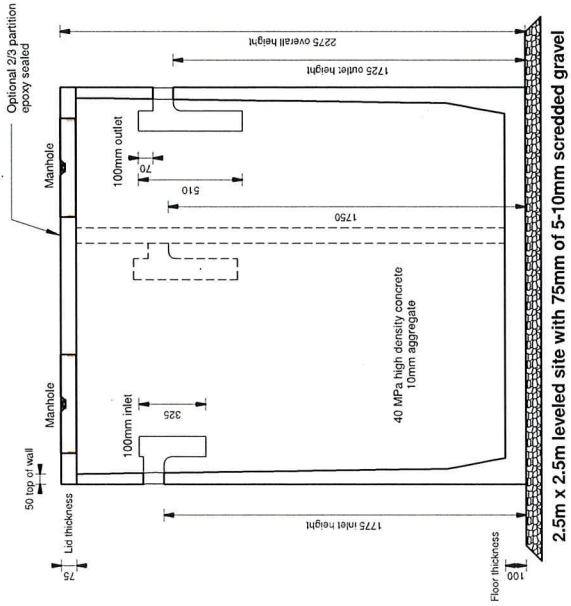 Optional 2/3 partition
epoxy sealed
Manhole
Manhole
50 top of wall
Lid thickness
75
100mm inlet
325
100mm outlet
70
510
1750
1725 outlet height
2275 overall height
1775 inlet height
40 MPa high density concrete
10mm aggregate
Floor thickness
100
2.5m x 2.5m leveled site with 75mm of 5-10mm scredded gravel